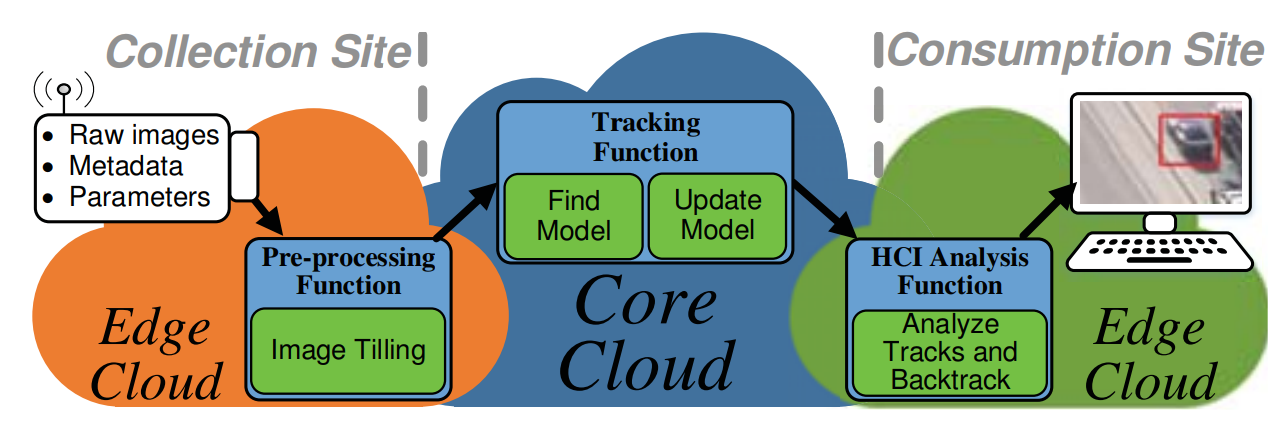 Collection Site
Consumption Site
• Raw images
• Metadata
• Parameters
Tracking
Function
Find
Model
Update
Model
Pre-processing
Function
Image Tilling
HCI Analysis
Function
Analyze
Tracks and
Backtrack
Edge
Cloud
Core
Cloud
Edge
Cloud